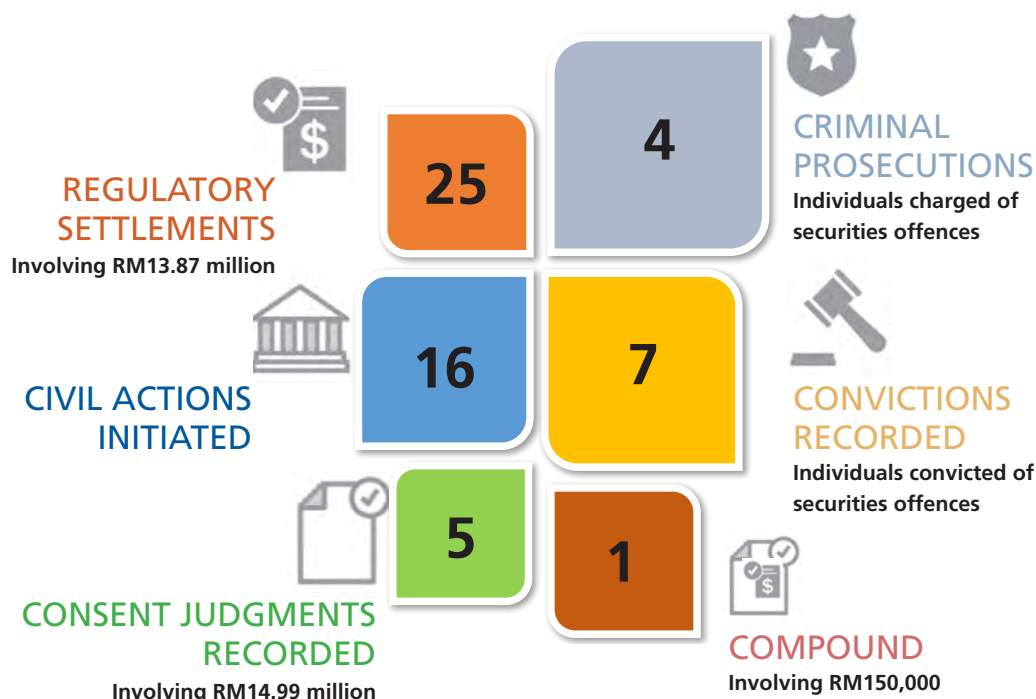 25
REGULATORY
SETTLEMENTS
Involving RM13.87 million
4
CRIMINAL
PROSECUTIONS
Individuals charged of
securities offences
16
CIVIL ACTIONS
INITIATED
7
CONVICTIONS
RECORDED
Individuals convicted of
securities offences
5
CONSENT JUDGMENTS
RECORDED
Involving RM14.99 million
1
COMPOUND
Involving RM150,000
$
$